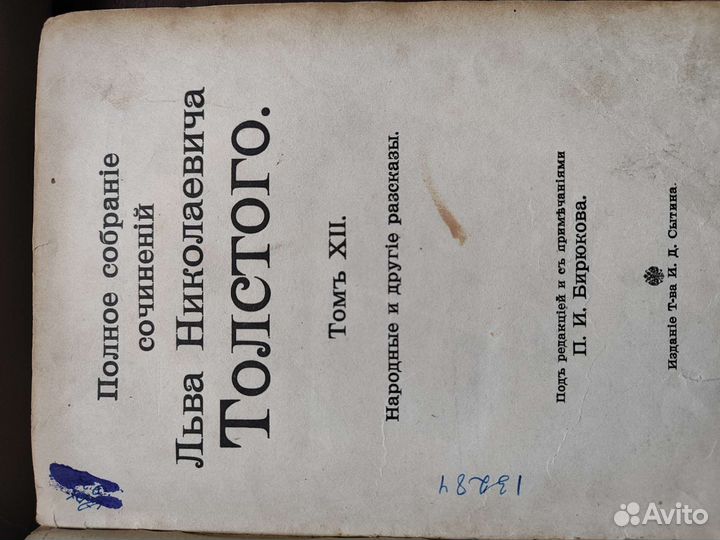 Полное собраніе
сочиненій
Льва Николаевича
Толстого.
Томъ XII.
Народные и другіе разсказы.
Подъ редакціей и съ примѣчаніями
П. И. Бирюкова.
Изданіе Т-ва И. Д. Сытина.
13284
Avito